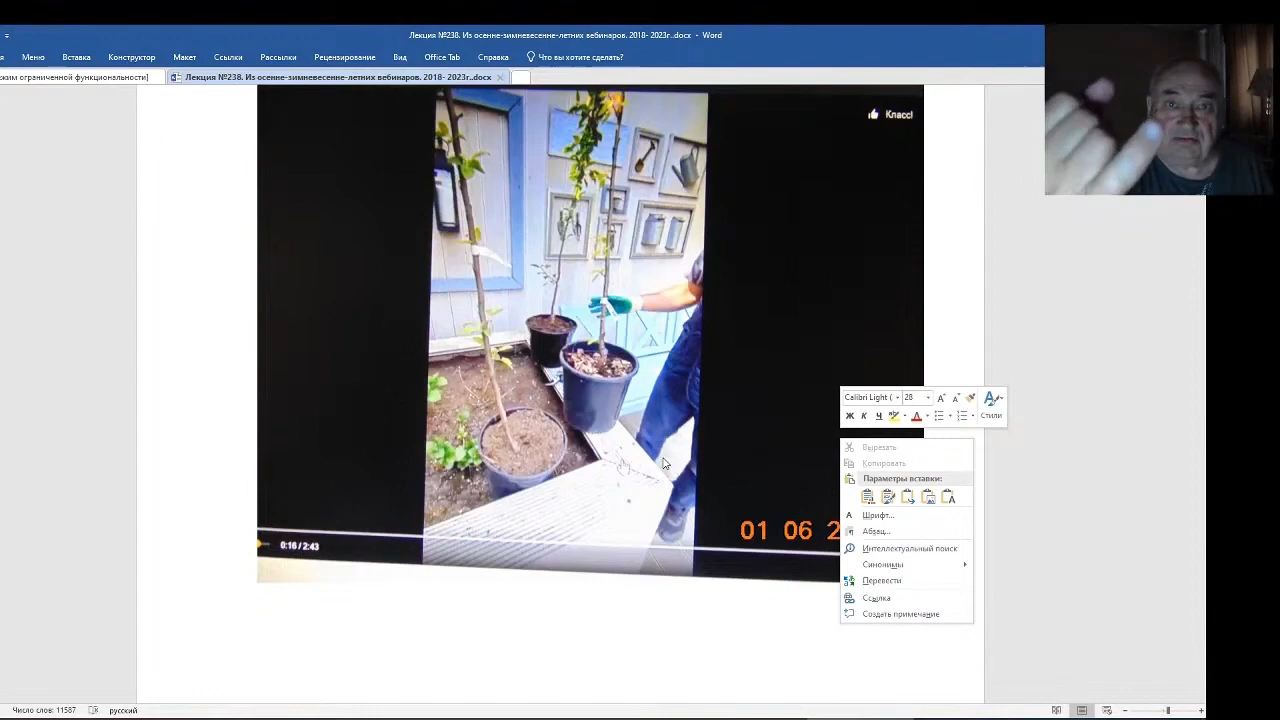 Лекция №238. Из осенне-зимневесенне-летних вебинаров. 2018- 2023г..docx - Word
Меню Вставка Конструктор Макет Ссылки Рассылки Рецензирование Вид Office Tab Справка Что вы хотите сделать?
жим ограниченной функциональности] Лекция №238. Из осенне-зимневесенне-летних вебинаров. 2018- 2023г..docx
Класс!
Calibri Light ( 28
Ж К Ч
Стили
Вырезать
Копировать
Параметры вставки:
Шрифт...
Абзац...
Интеллектуальный поиск
Синонимы
Перевести
Ссылка
Создать примечание
01 06 2
0:16 / 2:43
Число слов: 11587 русский